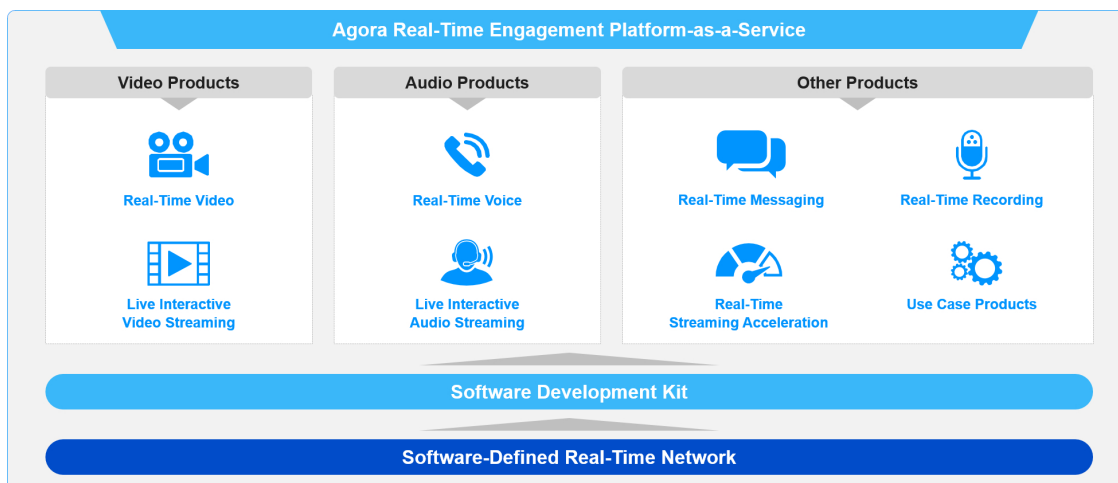 Agora Real-Time Engagement Platform-as-a-Service
Video Products
Real-Time Video
Live Interactive
Video Streaming
Audio Products
Real-Time Voice
Live Interactive
Audio Streaming
Other Products
Real-Time Messaging
Real-Time Recording
Real-Time
Streaming Acceleration
Use Case Products
Software Development Kit
Software-Defined Real-Time Network